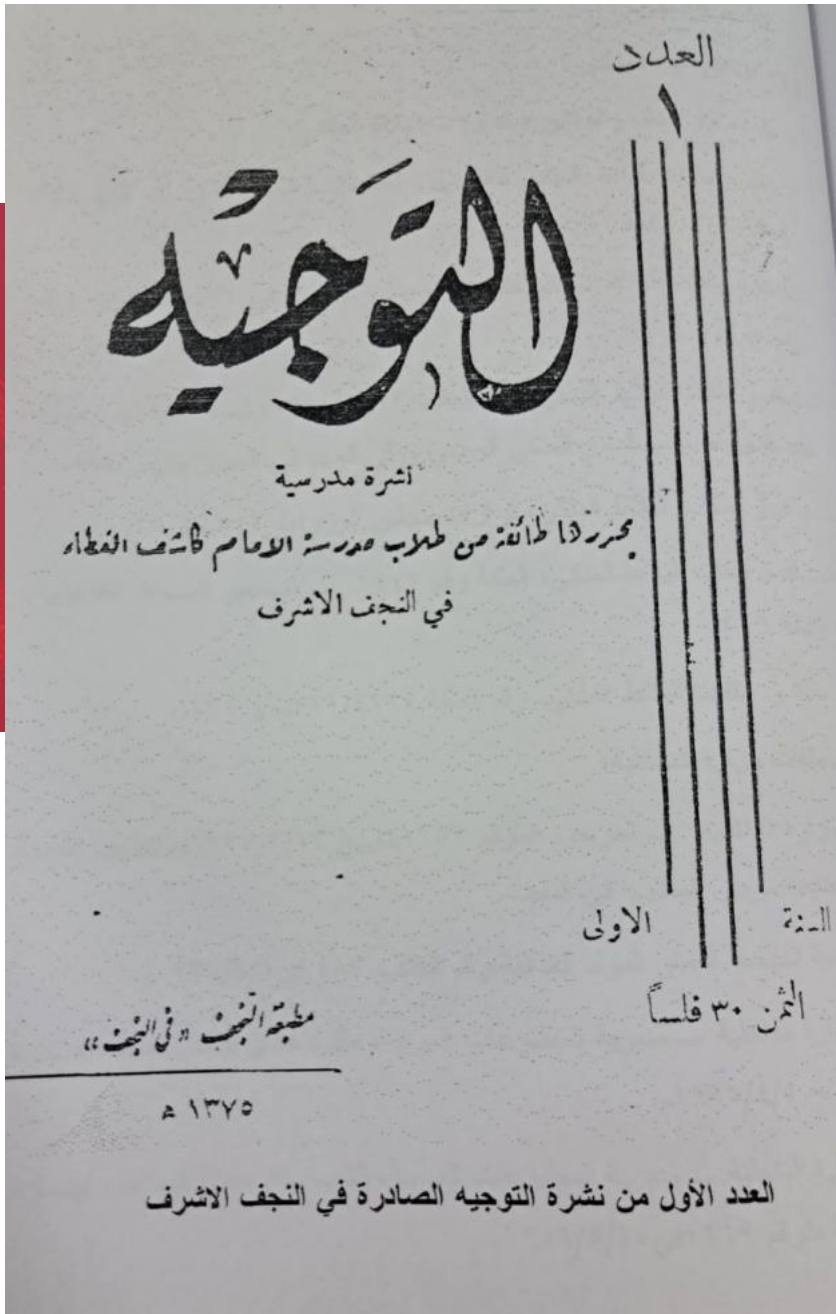 العدد
١
التوجيه
نشرة مدرسية
يحررها طائفة من طلاب مدرسة الامام كاشف الغطاء
في النجف الاشرف
السنة الاولى
الثمن ٣٠ فلساً
مطبعة النجف «في النجف»
١٣٧٥ هـ
العدد الأول من نشرة التوجيه الصادرة في النجف الاشرف